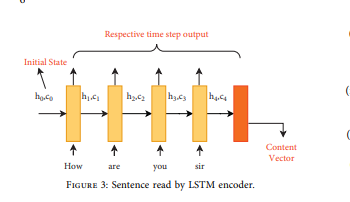 Respective time step output
Initial State
h₀,c₀ h₁,c₁ h₂,c₂ h₃,c₃ h₄,c₄
How are you sir
Content
Vector
FIGURE 3: Sentence read by LSTM encoder.